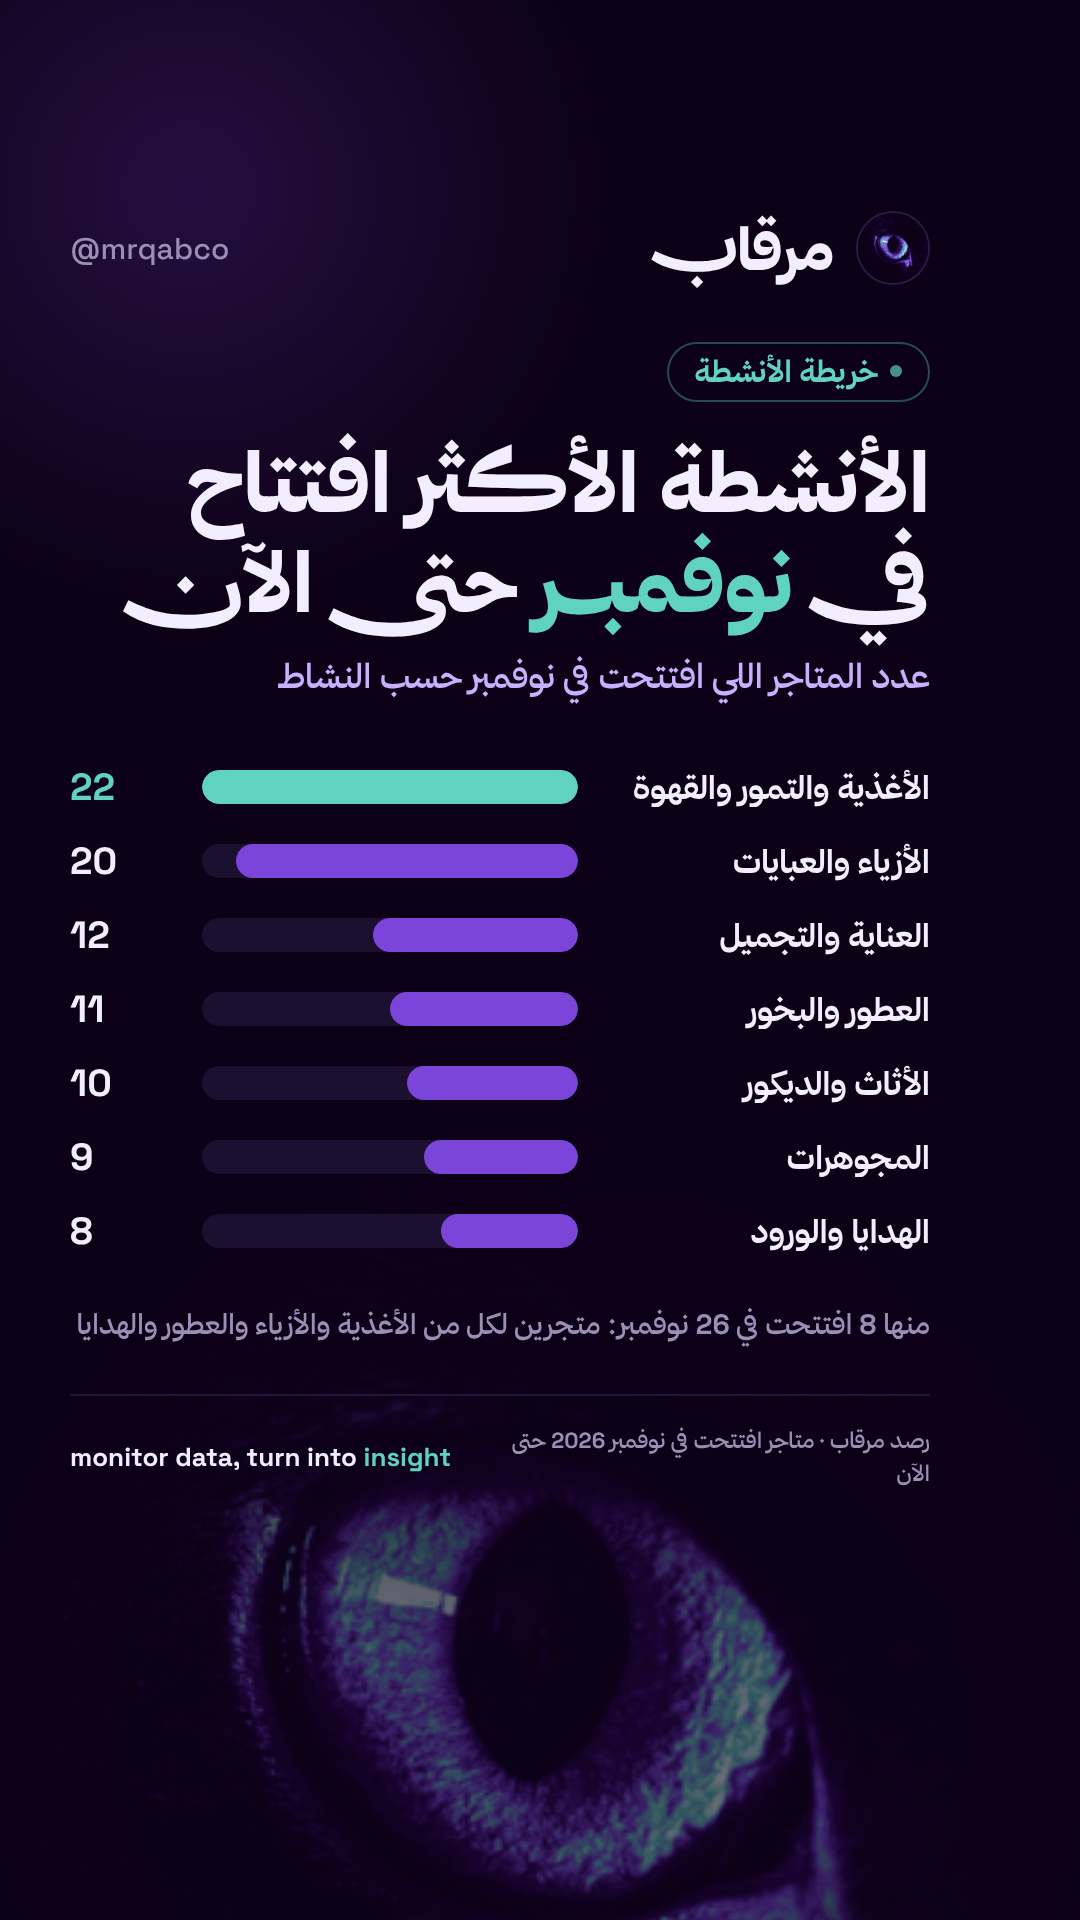 مرقاب
@mrqabco
خريطة الأنشطة
الأنشطة الأكثر افتتاح
في نوفمبر حتى الآن
عدد المتاجر اللي افتتحت في نوفمبر حسب النشاط
الأغذية والتمور والقهوة 22
الأزياء والعبايات 20
العناية والتجميل 12
العطور والبخور 11
الأثاث والديكور 10
المجوهرات 9
الهدايا والورود 8
منها 8 افتتحت في 26 نوفمبر: متجرين لكل من الأغذية والأزياء والعطور والهدايا
رصد مرقاب · متاجر افتتحت في نوفمبر 2026 حتى
الآن
monitor data, turn into insight